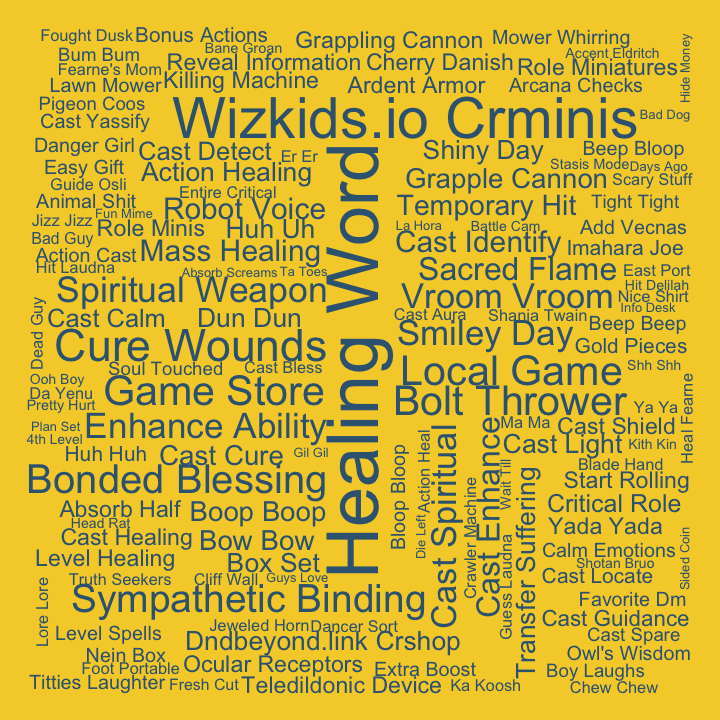 Fought Dusk
Bonus Actions
Bane Groan
Grappling Cannon
Mower Whirring
Accent Eldritch
Hide Money
Bum Bum
Reveal Information
Cherry Danish
Role Miniatures
Fearne's Mom
Lawn Mower
Killing Machine
Ardent Armor
Arcana Checks
Pigeon Coos
Cast Yassify
Wizkids.io Crminis
Bad Dog
Danger Girl
Cast Detect
Er Er
Shiny Day
Beep Bloop
Easy Gift
Action Healing
Healing Word
Stasis Mode
Days Ago
Guide Osli
Entire Critical
Grapple Cannon
Scary Stuff
Animal Shit
Robot Voice
Temporary Hit
Tight Tight
Fun Mime
Jizz Jizz
Role Minis
Huh Uh
La Hora
Battle Cam
Add Vecnas
Bad Guy
Mass Healing
Cast Identify
Imahara Joe
Action Cast
Hit Laudna
Absorb Screams
Ta Toes
Sacred Flame
East Port
Spiritual Weapon
Vroom Vroom
Hit Delilah
Nice Shirt
Dead Guy
Cast Calm
Dun Dun
Cast Aura
Shania Twain
Info Desk
Beep Beep
Cure Wounds
Smiley Day
Gold Pieces
Soul Touched
Cast Bless
Local Game
Shh Shh
Ooh Boy
Da Yenu
Game Store
Bolt Thrower
Heal Fearne
Pretty Hurt
Ya Ya
Plan Set
Enhance Ability
Ma Ma
Cast Shield
4th Level
Cast Light
Kith Kin
Huh Huh
Cast Cure
Gil Gil
Bloop Bloop
Action Heal
Cast Spiritual
Cast Enhance
Wait Till
Blade Hand
Bonded Blessing
Start Rolling
Absorb Half
Boop Boop
Die Left
Crawler Machine
Transfer Suffering
Critical Role
Head Rat
Cast Healing
Bow Bow
Guess Laudna
Yada Yada
Sided Coin
Level Healing
Box Set
Calm Emotions
Shotan Bruo
Truth Seekers
Cliff Wall
Guys Love
Cast Locate
Lore Lore
Sympathetic Binding
Favorite Dm
Level Spells
Jeweled Horn
Dancer Sort
Cast Guidance
Dndbeyond.link Crshop
Cast Spare
Nein Box
Owl's Wisdom
Foot Portable
Ocular Receptors
Extra Boost
Boy Laughs
Titties Laughter
Fresh Cut
Teledildonic Device
Ka Koosh
Chew Chew